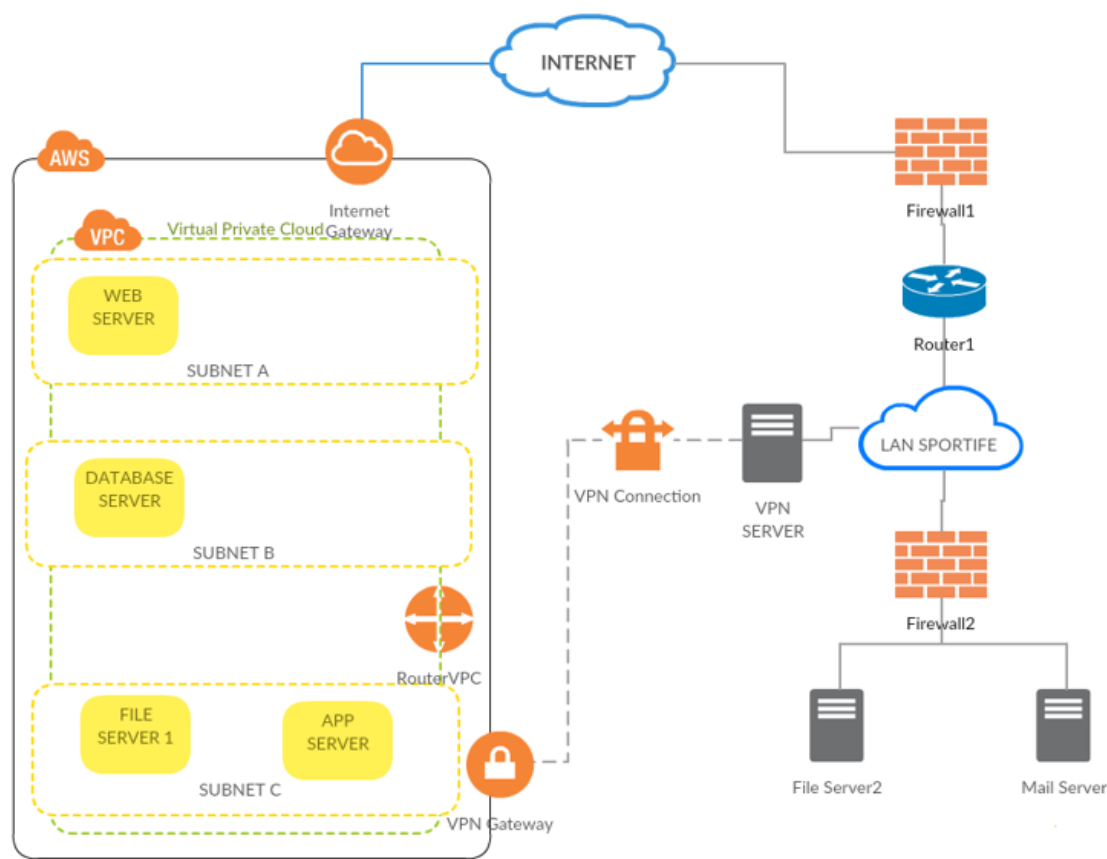 INTERNET
AWS
Internet
Gateway
Firewall1
VPC
Virtual Private Cloud
WEB
SERVER
SUBNET A
Router1
LAN SPORTIFE
DATABASE
SERVER
SUBNET B
VPN Connection
VPN
SERVER
Firewall2
RouterVPC
FILE
SERVER 1
APP
SERVER
SUBNET C
VPN Gateway
File Server2
Mail Server